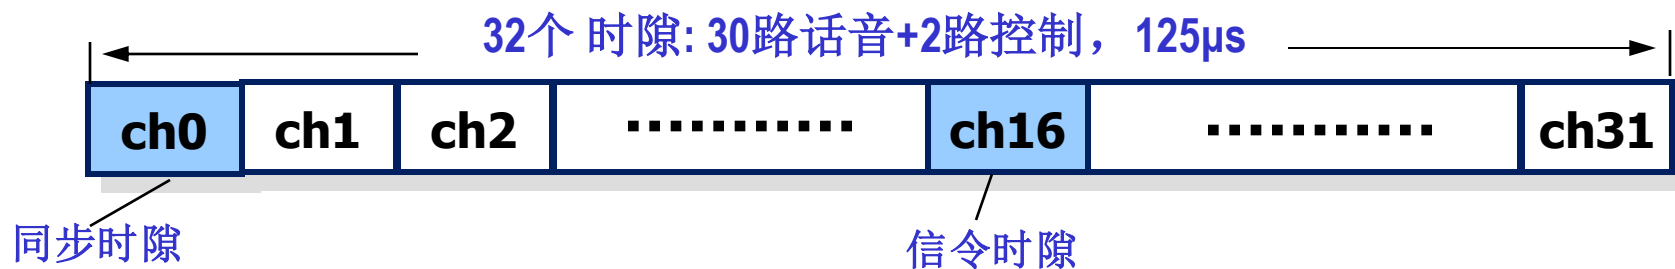 32个 时隙: 30路话音+2路控制，125μs
ch0 ch1 ch2 ........... ch16 ........... ch31
同步时隙 信令时隙